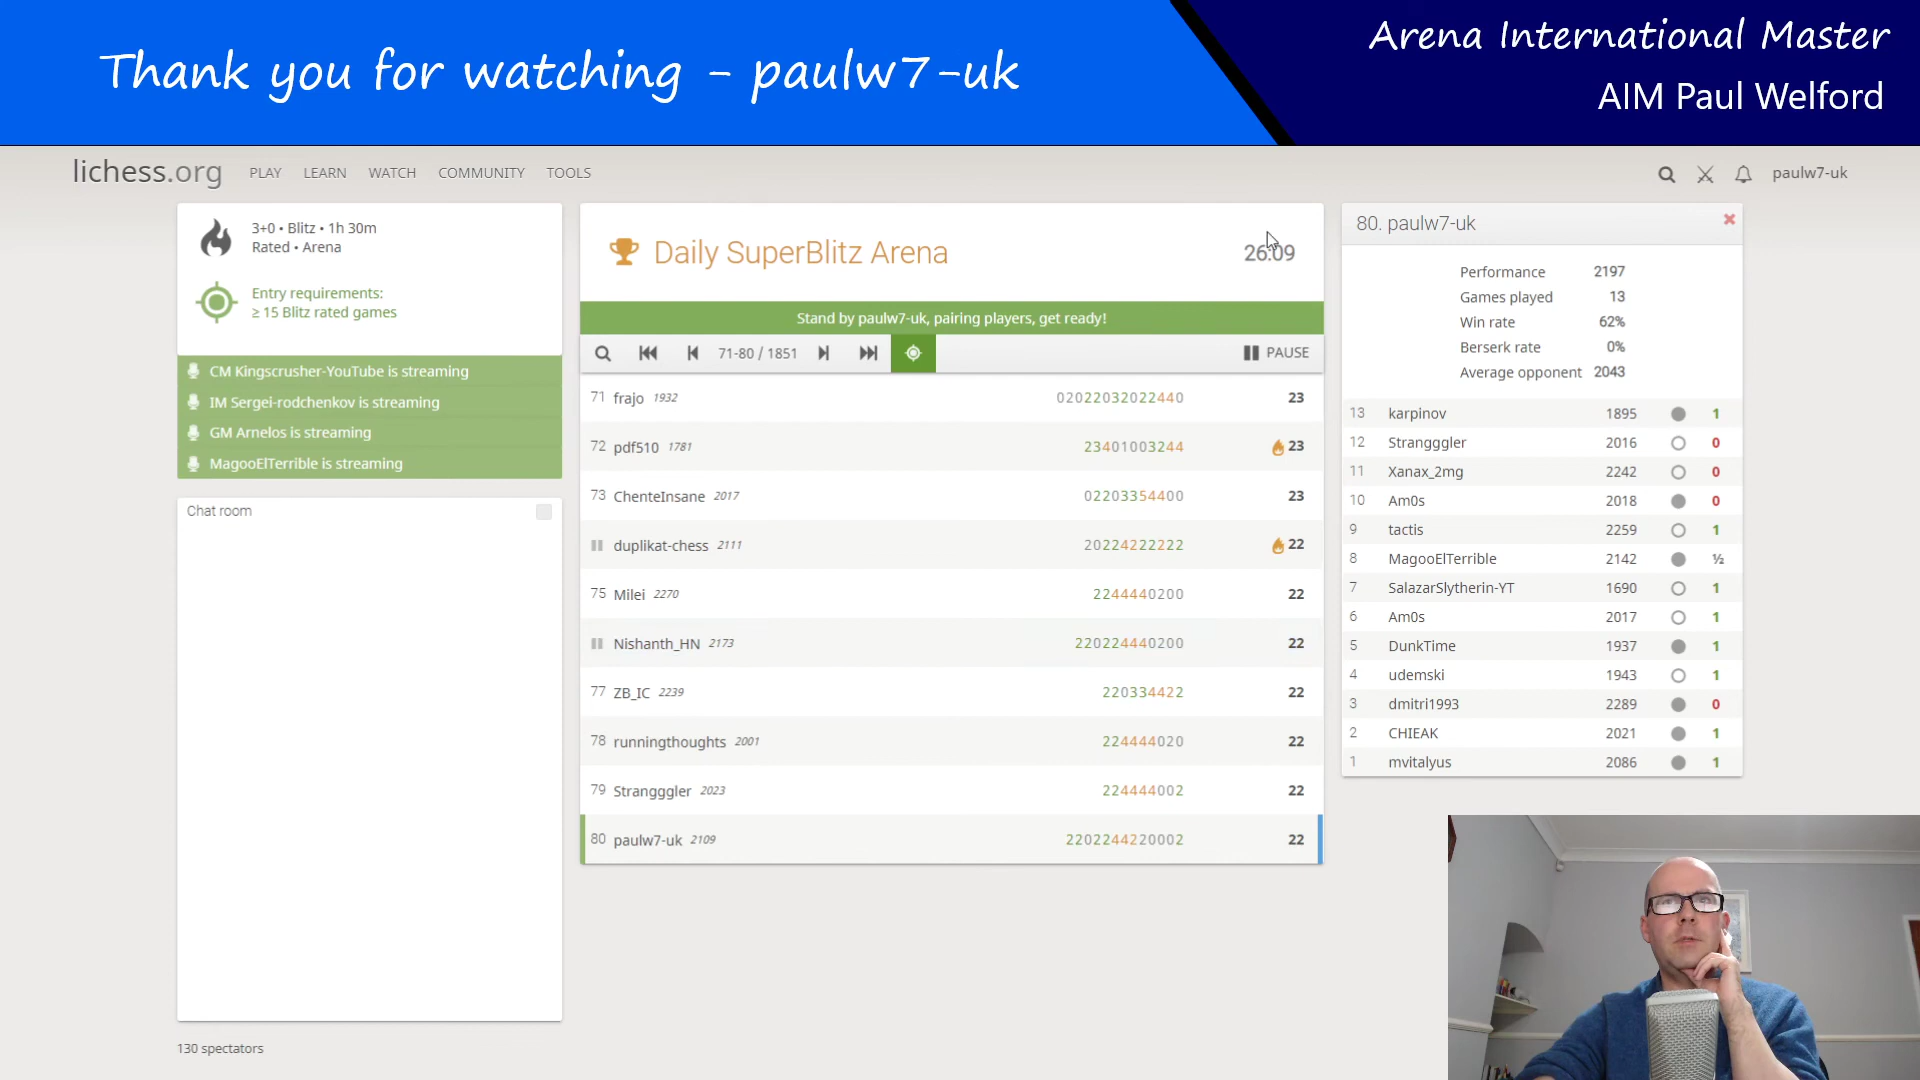 Thank you for watching - paulw7-uk
Arena International Master
AIM Paul Welford
lichess.org PLAY LEARN WATCH COMMUNITY TOOLS paulw7-uk
3+0 • Blitz • 1h 30m
Rated • Arena
Entry requirements:
≥ 15 Blitz rated games
CM Kingscrusher-YouTube is streaming
IM Sergei-rodchenkov is streaming
GM Arnelos is streaming
MagooElTerrible is streaming
Chat room
130 spectators
Daily SuperBlitz Arena 26:09
Stand by paulw7-uk, pairing players, get ready!
71-80 / 1851 PAUSE
71 frajo 1932 02022032022440 23
72 pdf510 1781 23401003244 23
73 ChenteInsane 2017 02203354400 23
duplikat-chess 2111 20224222222 22
75 Milei 2270 2244440200 22
Nishanth_HN 2173 220224440200 22
77 ZB_IC 2239 220334422 22
78 runningthoughts 2001 224444020 22
79 Strangggler 2023 224444002 22
80 paulw7-uk 2109 2202244220002 22
80. paulw7-uk
Performance 2197
Games played 13
Win rate 62%
Berserk rate 0%
Average opponent 2043
13 karpinov 1895 1
12 Strangggler 2016 0
11 Xanax_2mg 2242 0
10 Am0s 2018 0
9 tactis 2259 1
8 MagooElTerrible 2142 ½
7 SalazarSlytherin-YT 1690 1
6 Am0s 2017 1
5 DunkTime 1937 1
4 udemski 1943 1
3 dmitri1993 2289 0
2 CHIEAK 2021 1
1 mvitalyus 2086 1